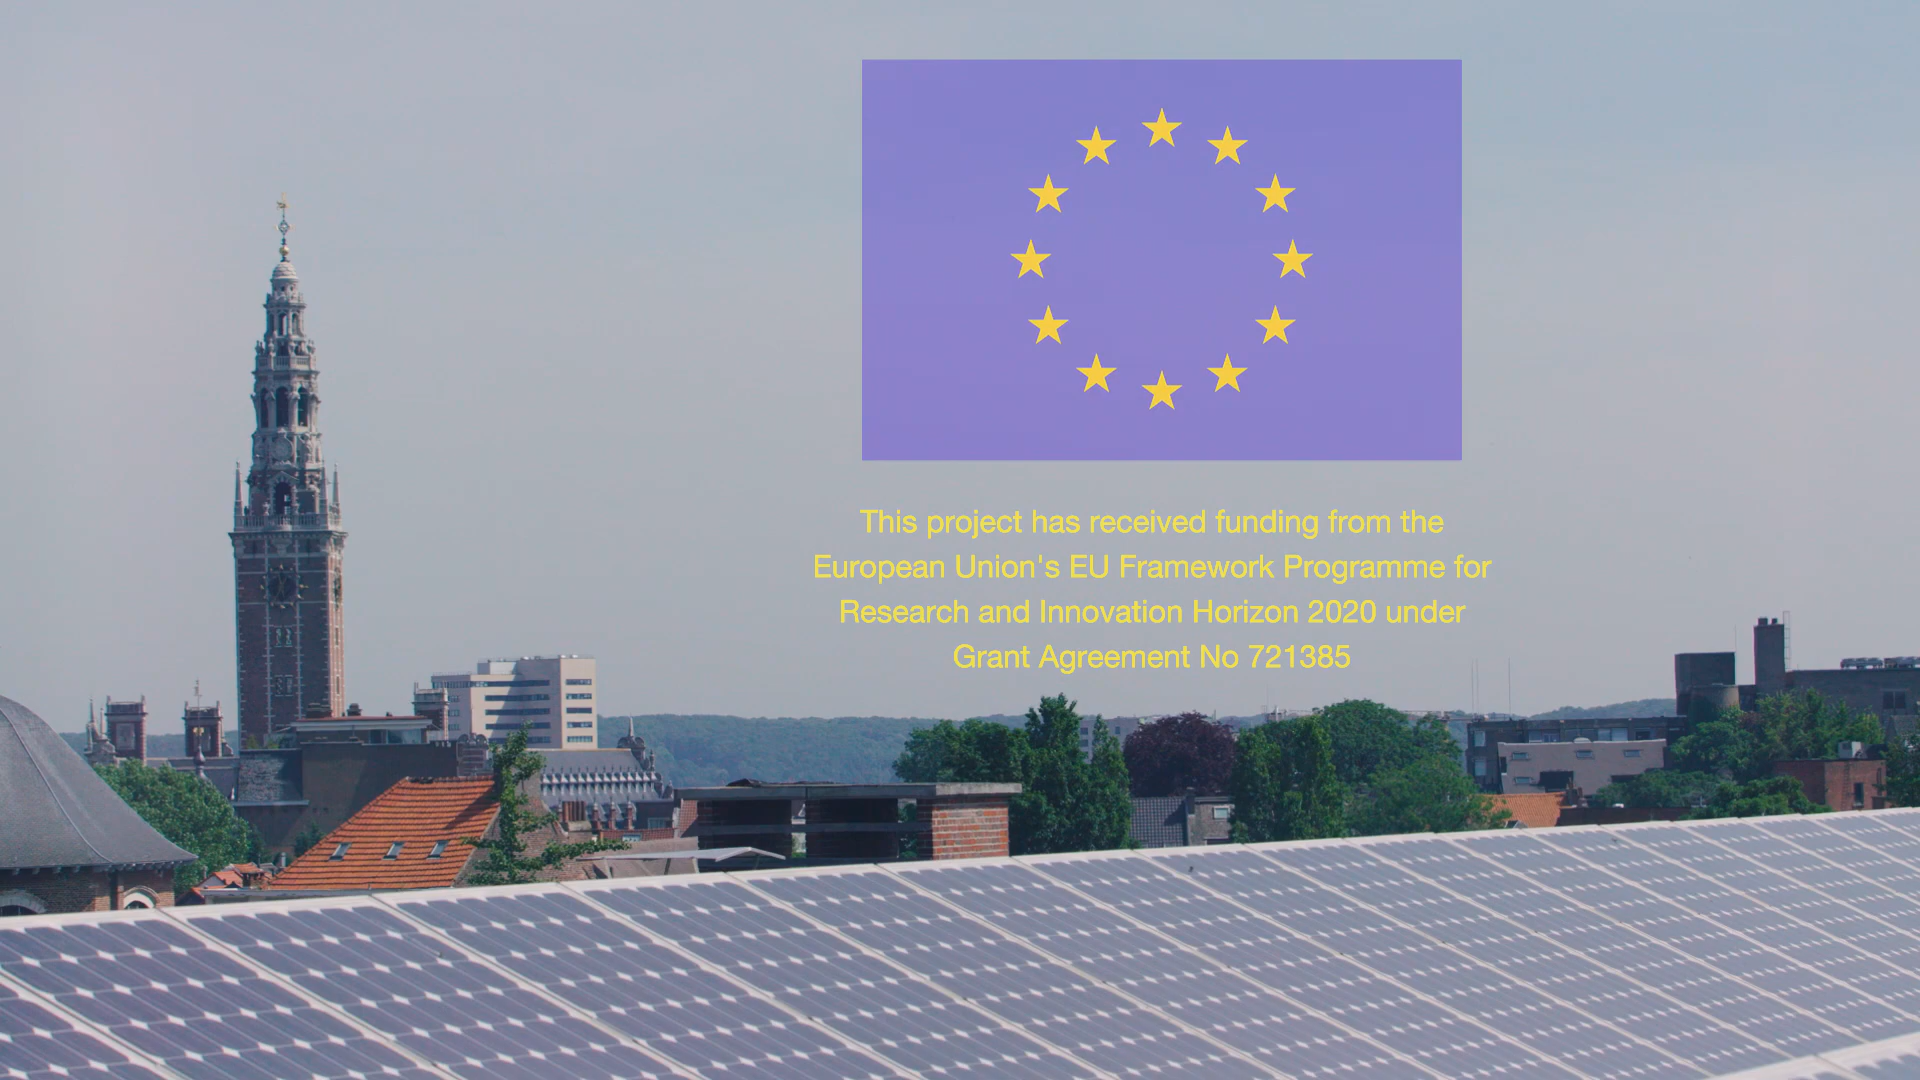 This project has received funding from the
European Union's EU Framework Programme for
Research and Innovation Horizon 2020 under
Grant Agreement No 721385